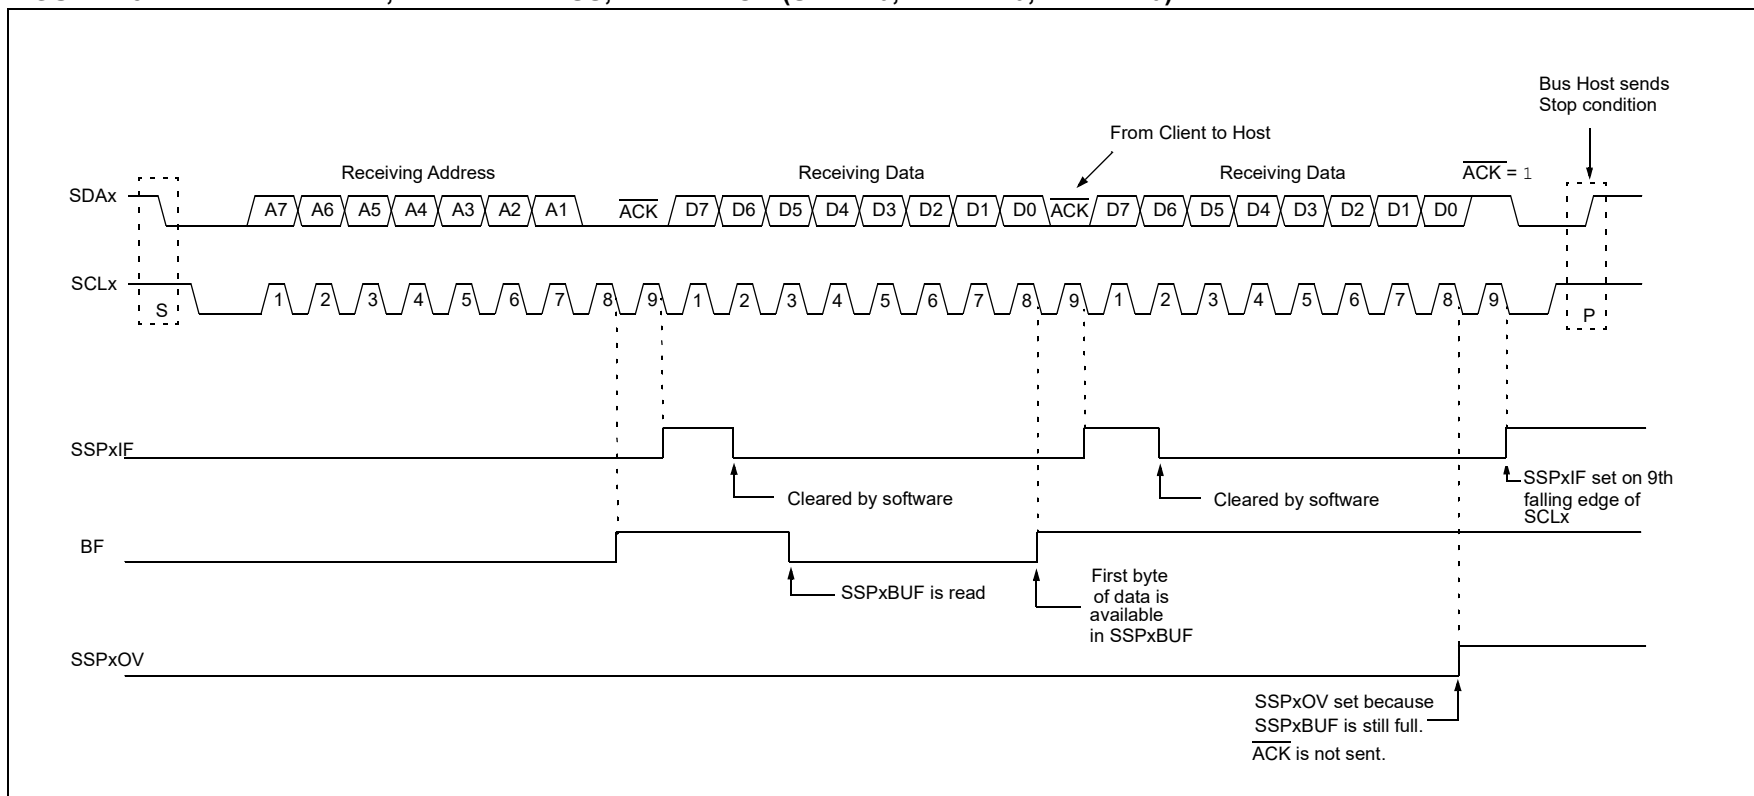 Bus Host sends
Stop condition
From Client to Host
Receiving Address
Receiving Data
Receiving Data
ACK = 1
SDAx
A7 A6 A5 A4 A3 A2 A1 ACK D7 D6 D5 D4 D3 D2 D1 D0 ACK D7 D6 D5 D4 D3 D2 D1 D0
SCLx
S 1 2 3 4 5 6 7 8 9 1 2 3 4 5 6 7 8 9 1 2 3 4 5 6 7 8 9 P
SSPxIF
Cleared by software
Cleared by software
SSPxIF set on 9th
falling edge of
SCLx
BF
SSPxBUF is read
First byte
of data is
available
in SSPxBUF
SSPxOV
SSPxOV set because
SSPxBUF is still full.
ACK is not sent.